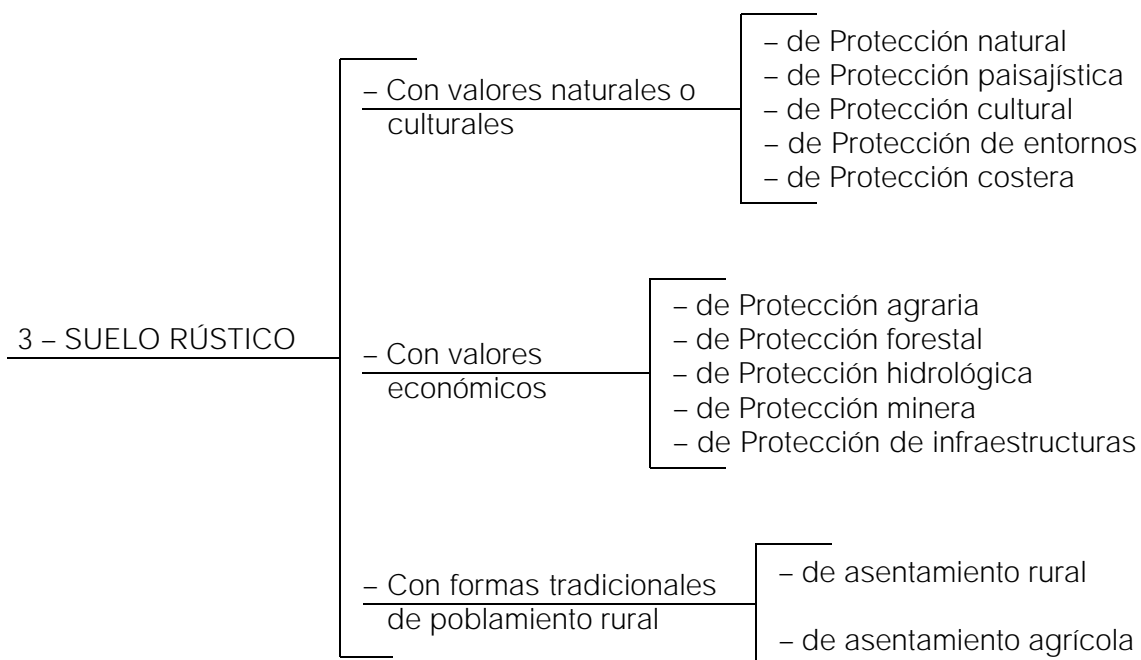 3 – SUELO RÚSTICO
– Con valores naturales o
culturales
– de Protección natural
– de Protección paisajística
– de Protección cultural
– de Protección de entornos
– de Protección costera
– Con valores
económicos
– de Protección agraria
– de Protección forestal
– de Protección hidrológica
– de Protección minera
– de Protección de infraestructuras
– Con formas tradicionales
de poblamiento rural
– de asentamiento rural
– de asentamiento agrícola